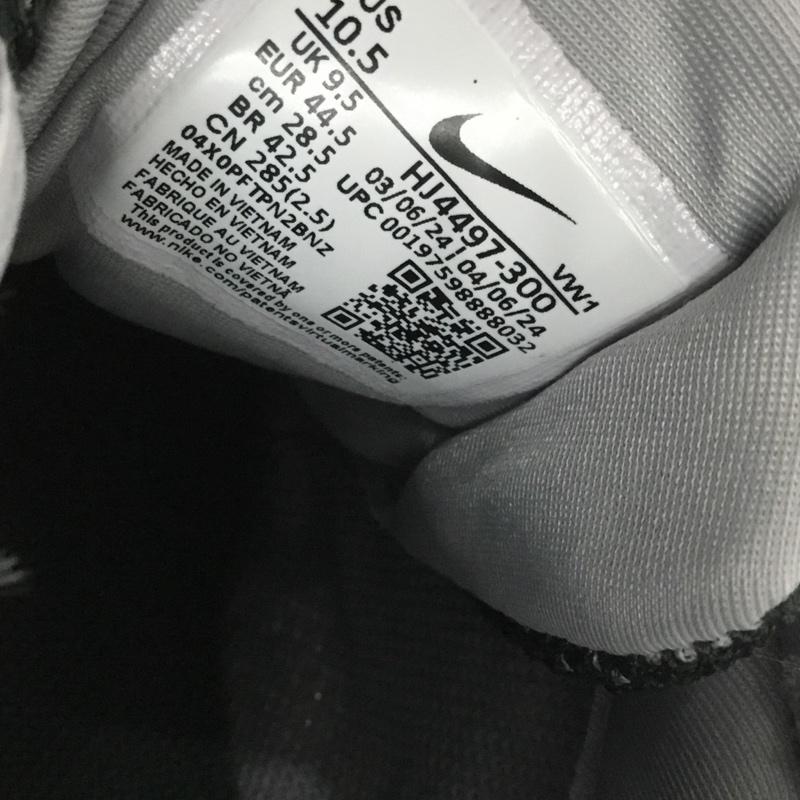 US
10.5
UK 9.5
EUR 44.5
cm 28.5
BR 42.5
CN 285(2.5)
04X0PFTPN2BNZ
MADE IN VIETNAM
HECHO EN VIETNAM
FABRIQUE AU VIETNAM
FABRICADO NO VIETNÃ
This product is covered by one or more patents:
www.nike.com/patentsvirtualmarking
HJ4497-300 VW1
03/06/24 | 04/06/24
UPC 00197598888032